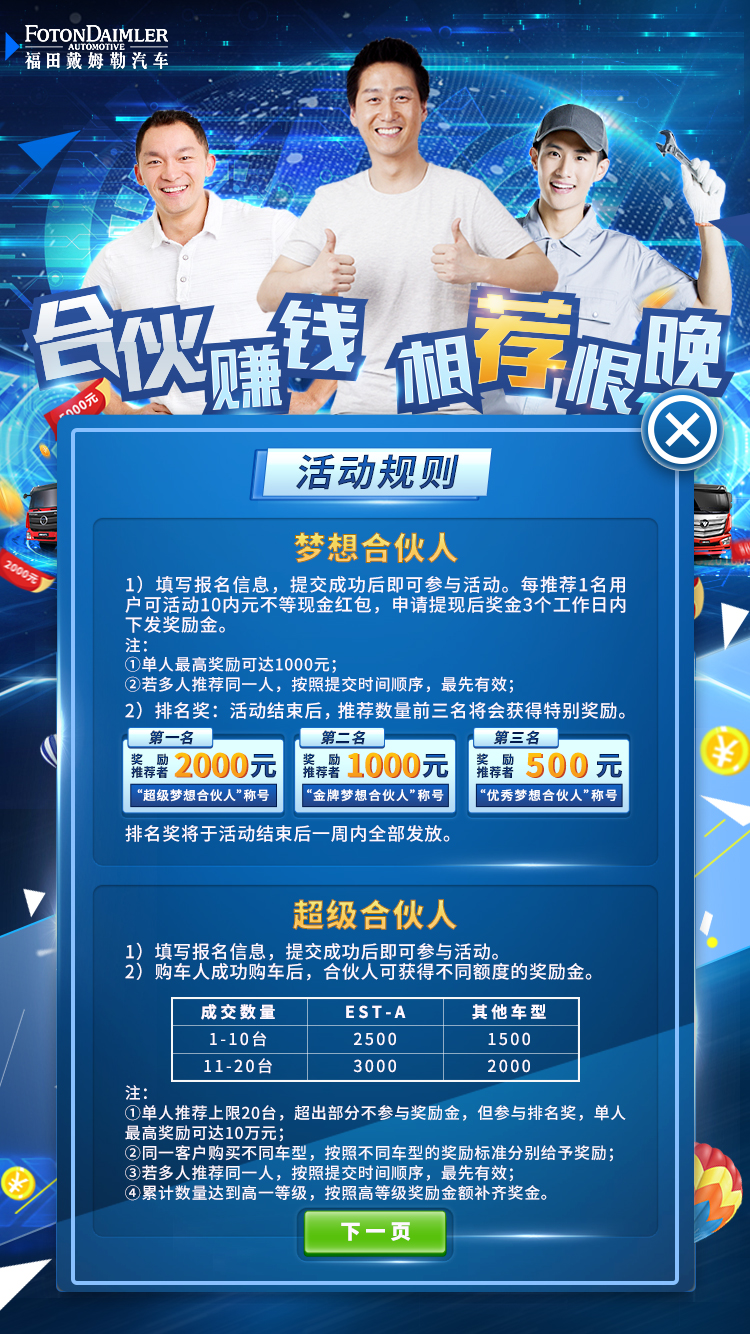 FOTONDAIMLER
AUTOMOTIVE
福田戴姆勒汽车
合伙赚钱 相荐恨晚
5000元
2000元
活动规则
梦想合伙人
1）填写报名信息，提交成功后即可参与活动。每推荐1名用
户可活动10内元不等现金红包，申请提现后奖金3个工作日内
下发奖励金。
注：
①单人最高奖励可达1000元；
②若多人推荐同一人，按照提交时间顺序，最先有效；
2）排名奖：活动结束后，推荐数量前三名将会获得特别奖励。
第一名 第二名 第三名
奖励推荐者 2000元 奖励推荐者 1000元 奖励推荐者 500元
“超级梦想合伙人”称号 “金牌梦想合伙人”称号 “优秀梦想合伙人”称号
排名奖将于活动结束后一周内全部发放。
超级合伙人
1）填写报名信息，提交成功后即可参与活动。
2）购车人成功购车后，合伙人可获得不同额度的奖励金。
成交数量 EST-A 其他车型
1-10台 2500 1500
11-20台 3000 2000
注：
①单人推荐上限20台，超出部分不参与奖励金，但参与排名奖，单人
最高奖励可达10万元；
②同一客户购买不同车型，按照不同车型的奖励标准分别给予奖励；
③若多人推荐同一人，按照提交时间顺序，最先有效；
④累计数量达到高一等级，按照高等级奖励金额补齐奖金。
下一页